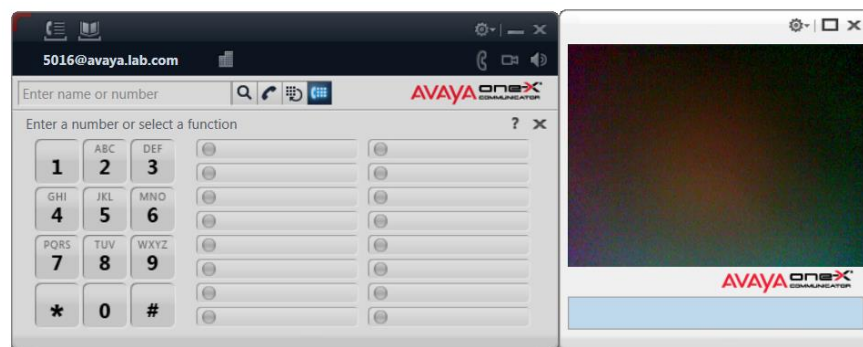 5016@avaya.lab.com
Enter name or number
AVAYA one-X
COMMUNICATOR
Enter a number or select a function
?
1
ABC
2
DEF
3
GHI
4
JKL
5
MNO
6
PQRS
7
TUV
8
WXYZ
9
*
0
#
AVAYA one-X
COMMUNICATOR